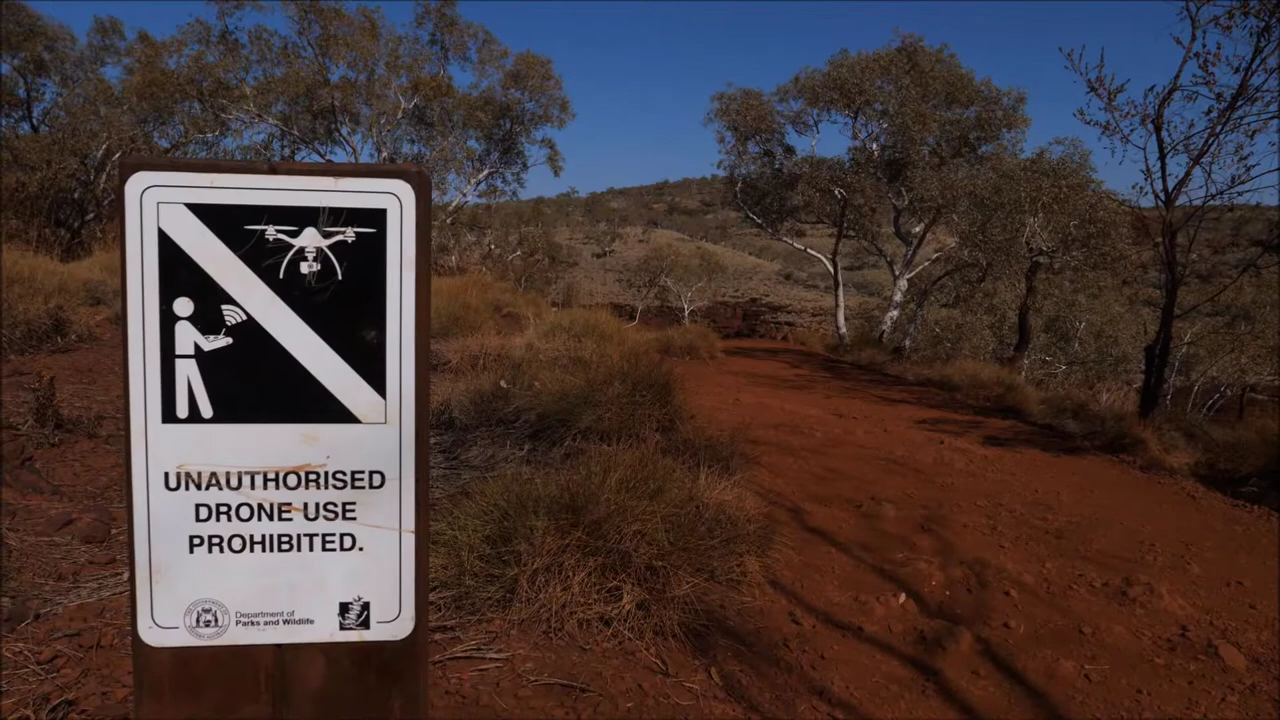 UNAUTHORISED
DRONE USE
PROHIBITED.
Department of
Parks and Wildlife